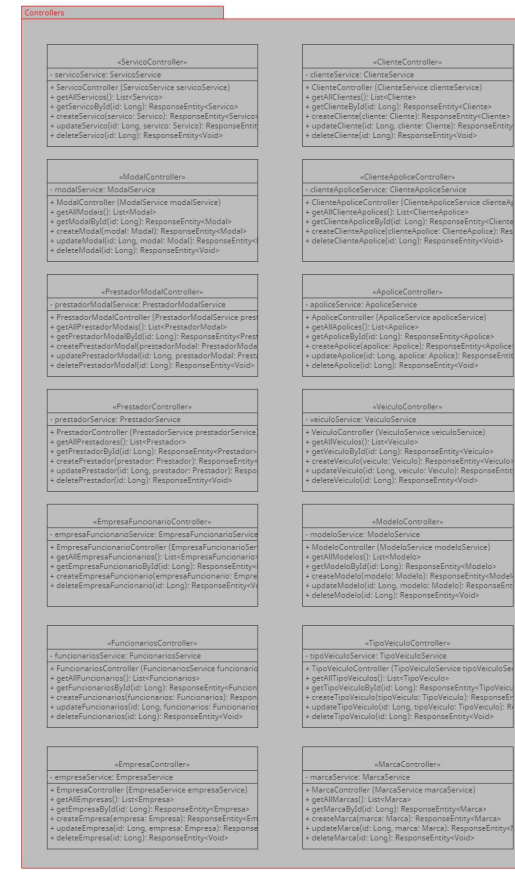 Controllers
«ServicoController»
- servicoService: ServicoService
+ ServicoController (ServicoService servicoService)
+ getAllServicos(): List<Servico>
+ getServicoById(id: Long): ResponseEntity<Servico>
+ createServico(servico: Servico): ResponseEntity<Servico>
+ updateServico(id: Long, servico: Servico): ResponseEntit
+ deleteServico(id: Long): ResponseEntity<Void>
«ModalController»
- modalService: ModalService
+ ModalController (ModalService modalService)
+ getAllModais(): List<Modal>
+ getModalById(id: Long): ResponseEntity<Modal>
+ createModal(modal: Modal): ResponseEntity<Modal>
+ updateModal(id: Long, modal: Modal): ResponseEntity<
+ deleteModal(id: Long): ResponseEntity<Void>
«PrestadorModalController»
- prestadorModalService: PrestadorModalService
+ PrestadorModalController (PrestadorModalService prest
+ getAllPrestadorModais(): List<PrestadorModal>
+ getPrestadorModalById(id: Long): ResponseEntity<Prest
+ createPrestadorModal(prestadorModal: PrestadorModa
+ updatePrestadorModal(id: Long, prestadorModal: Presta
+ deletePrestadorModal(id: Long): ResponseEntity<Void>
«PrestadorController»
- prestadorService: PrestadorService
+ PrestadorController (PrestadorService prestadorService)
+ getAllPrestadores(): List<Prestador>
+ getPrestadorById(id: Long): ResponseEntity<Prestador>
+ createPrestador(prestador: Prestador): ResponseEntity<
+ updatePrestador(id: Long, prestador: Prestador): Respo
+ deletePrestador(id: Long): ResponseEntity<Void>
«EmpresaFuncionarioController»
- empresaFuncionarioService: EmpresaFuncionarioService
+ EmpresaFuncionarioController (EmpresaFuncionarioSer
+ getAllEmpresaFuncionarios(): List<EmpresaFuncionario>
+ getEmpresaFuncionarioById(id: Long): ResponseEntity<
+ createEmpresaFuncionario(empresaFuncionario: Empre
+ deleteEmpresaFuncionario(id: Long): ResponseEntity<Vo
«FuncionariosController»
- funcionariosService: FuncionariosService
+ FuncionariosController (FuncionariosService funcionario
+ getAllFuncionarios(): List<Funcionarios>
+ getFuncionariosById(id: Long): ResponseEntity<Funcion
+ createFuncionarios(funcionarios: Funcionarios): Respon
+ updateFuncionarios(id: Long, funcionarios: Funcionarios
+ deleteFuncionarios(id: Long): ResponseEntity<Void>
«EmpresaController»
- empresaService: EmpresaService
+ EmpresaController (EmpresaService empresaService)
+ getAllEmpresas(): List<Empresa>
+ getEmpresaById(id: Long): ResponseEntity<Empresa>
+ createEmpresa(empresa: Empresa): ResponseEntity<Em
+ updateEmpresa(id: Long, empresa: Empresa): Response
+ deleteEmpresa(id: Long): ResponseEntity<Void>
«ClienteController»
- clienteService: ClienteService
+ ClienteController (ClienteService clienteService)
+ getAllClientes(): List<Cliente>
+ getClienteById(id: Long): ResponseEntity<Cliente>
+ createCliente(cliente: Cliente): ResponseEntity<Cliente>
+ updateCliente(id: Long, cliente: Cliente): ResponseEntity
+ deleteCliente(id: Long): ResponseEntity<Void>
«ClienteApoliceController»
- clienteApoliceService: ClienteApoliceService
+ ClienteApoliceController (ClienteApoliceService clienteAp
+ getAllClienteApolices(): List<ClienteApolice>
+ getClienteApoliceById(id: Long): ResponseEntity<Cliente
+ createClienteApolice(clienteApolice: ClienteApolice): Res
+ deleteClienteApolice(id: Long): ResponseEntity<Void>
«ApoliceController»
- apoliceService: ApoliceService
+ ApoliceController (ApoliceService apoliceService)
+ getAllApolices(): List<Apolice>
+ getApoliceById(id: Long): ResponseEntity<Apolice>
+ createApolice(apolice: Apolice): ResponseEntity<Apolice>
+ updateApolice(id: Long, apolice: Apolice): ResponseEntit
+ deleteApolice(id: Long): ResponseEntity<Void>
«VeiculoController»
- veiculoService: VeiculoService
+ VeiculoController (VeiculoService veiculoService)
+ getAllVeiculos(): List<Veiculo>
+ getVeiculoById(id: Long): ResponseEntity<Veiculo>
+ createVeiculo(veiculo: Veiculo): ResponseEntity<Veiculo>
+ updateVeiculo(id: Long, veiculo: Veiculo): ResponseEntit
+ deleteVeiculo(id: Long): ResponseEntity<Void>
«ModeloController»
- modeloService: ModeloService
+ ModeloController (ModeloService modeloService)
+ getAllModelos(): List<Modelo>
+ getModeloById(id: Long): ResponseEntity<Modelo>
+ createModelo(modelo: Modelo): ResponseEntity<Model
+ updateModelo(id: Long, modelo: Modelo): ResponseEnt
+ deleteModelo(id: Long): ResponseEntity<Void>
«TipoVeiculoController»
- tipoVeiculoService: TipoVeiculoService
+ TipoVeiculoController (TipoVeiculoService tipoVeiculoSe
+ getAllTipoVeiculos(): List<TipoVeiculo>
+ getTipoVeiculoById(id: Long): ResponseEntity<TipoVeicu
+ createTipoVeiculo(tipoVeiculo: TipoVeiculo): ResponseEn
+ updateTipoVeiculo(id: Long, tipoVeiculo: TipoVeiculo): R
+ deleteTipoVeiculo(id: Long): ResponseEntity<Void>
«MarcaController»
- marcaService: MarcaService
+ MarcaController (MarcaService marcaService)
+ getAllMarcas(): List<Marca>
+ getMarcaById(id: Long): ResponseEntity<Marca>
+ createMarca(marca: Marca): ResponseEntity<Marca>
+ updateMarca(id: Long, marca: Marca): ResponseEntity<
+ deleteMarca(id: Long): ResponseEntity<Void>